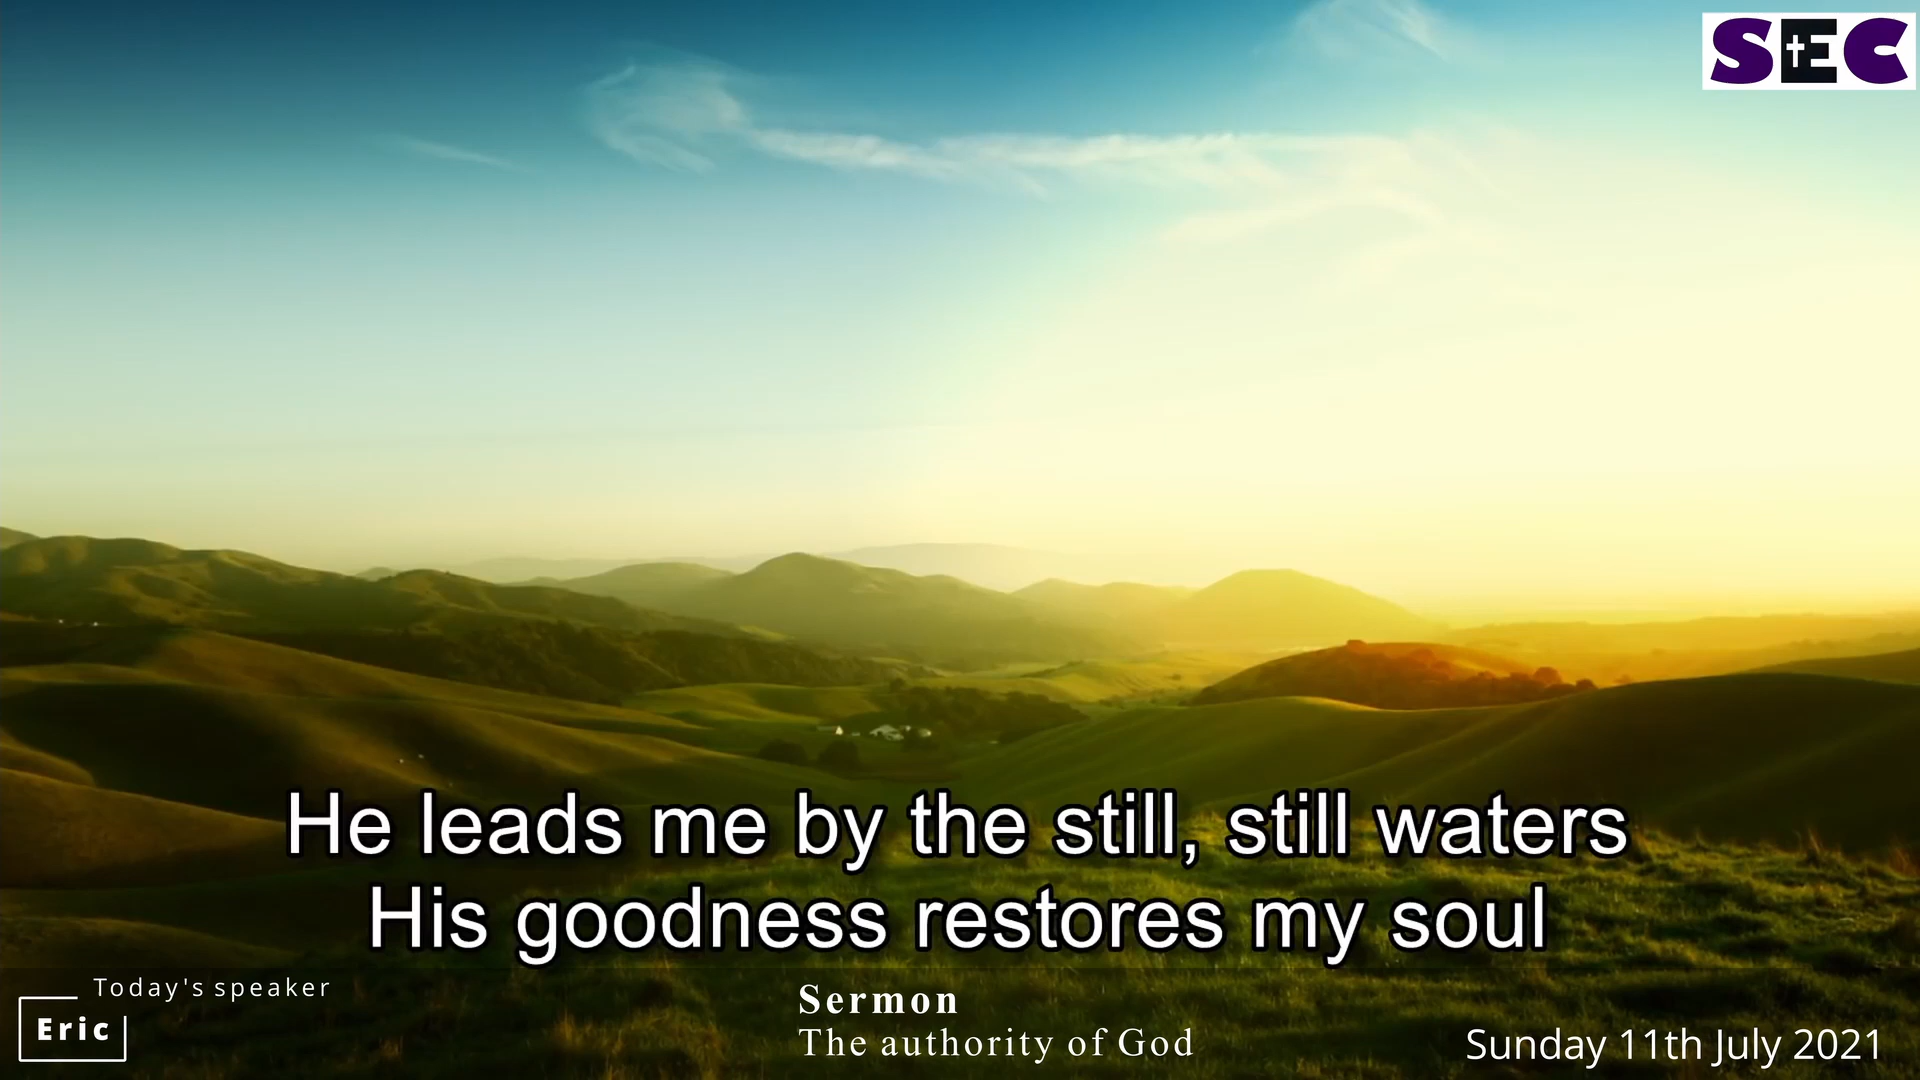 SEC
He leads me by the still, still waters
His goodness restores my soul
Today's speaker
Eric
Sermon
The authority of God
Sunday 11th July 2021